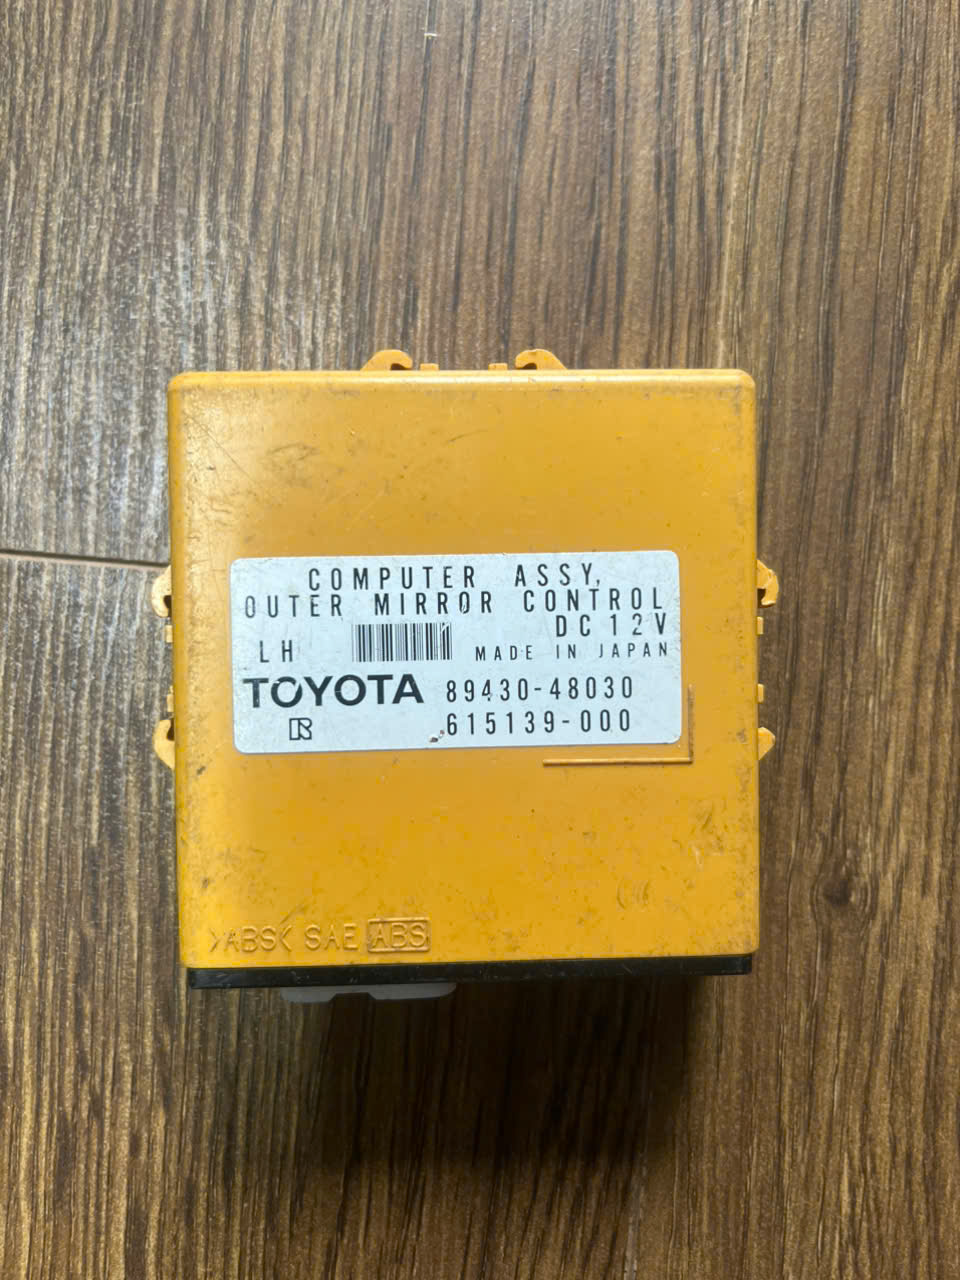 COMPUTER ASSY,
OUTER MIRROR CONTROL
DC12V
LH MADE IN JAPAN
TOYOTA 89430-48030
R 615139-000
>ABS< SAE ABS